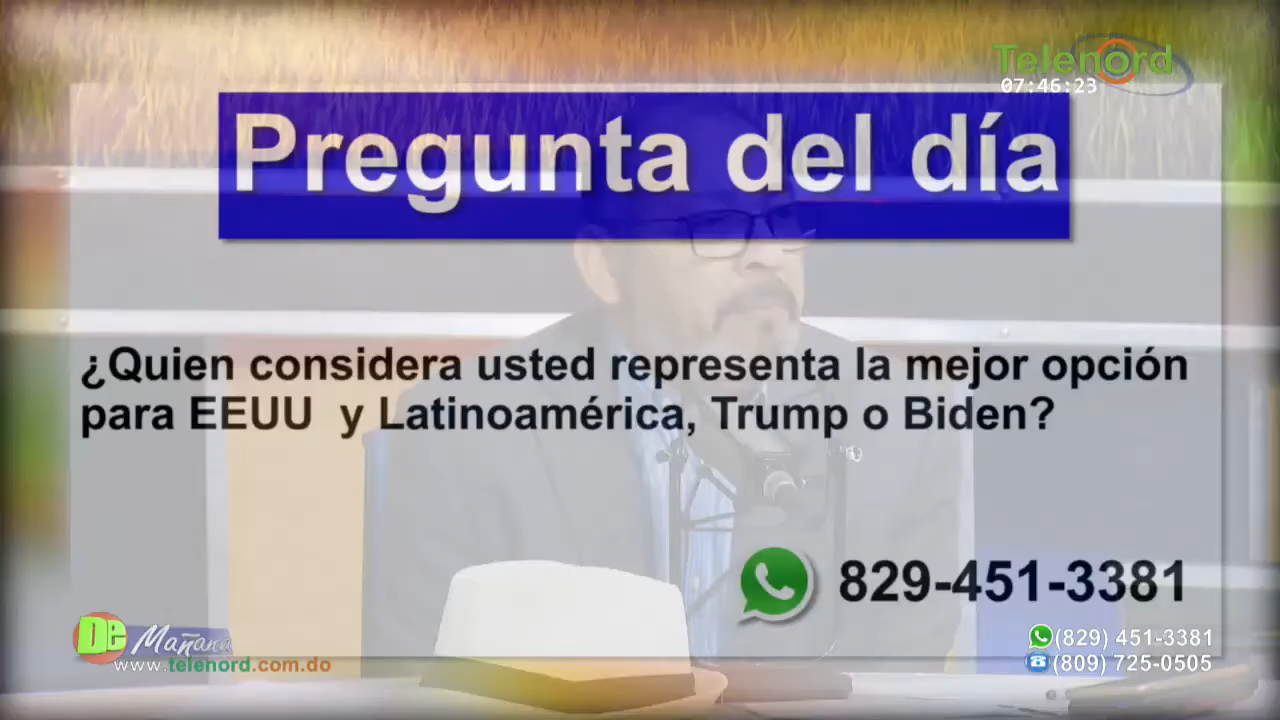 Telenord
07:46:23
Pregunta del día
¿Quien considera usted representa la mejor opción
para EEUU y Latinoamérica, Trump o Biden?
829-451-3381
De Mañana
www.telenord.com.do
(829) 451-3381
(809) 725-0505